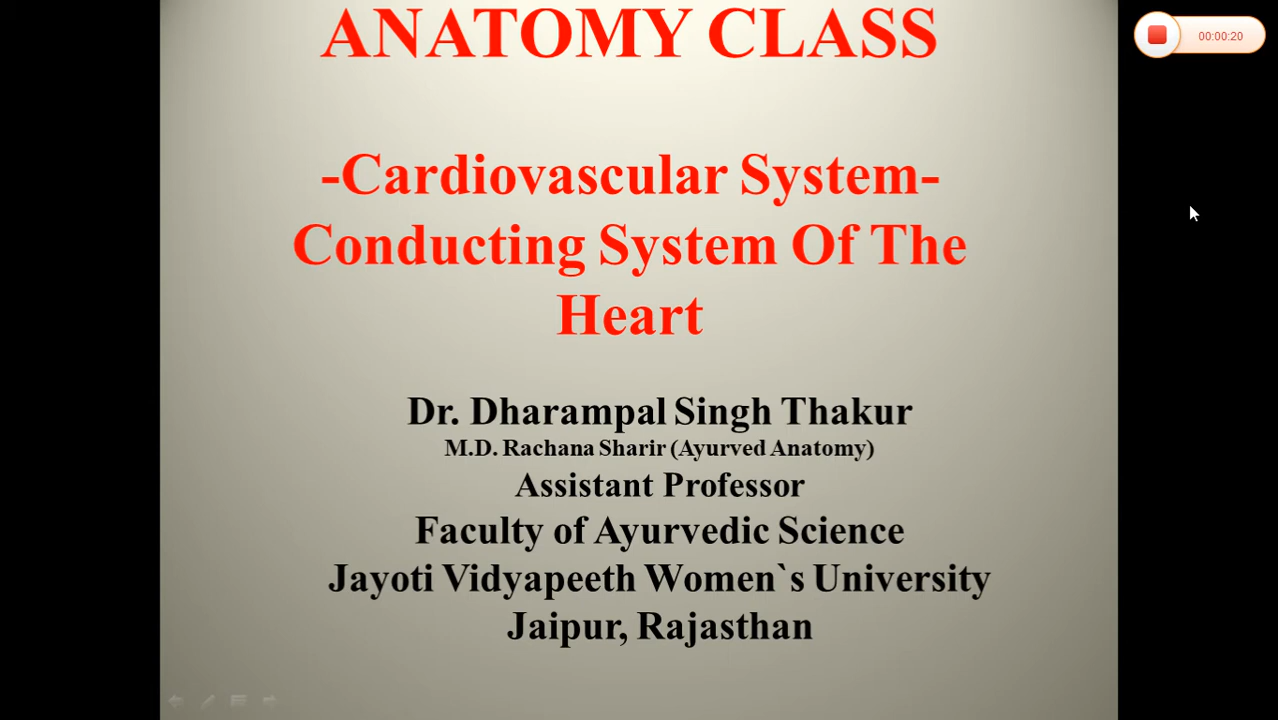 ANATOMY CLASS
00:00:20
-Cardiovascular System-
Conducting System Of The
Heart
Dr. Dharampal Singh Thakur
M.D. Rachana Sharir (Ayurved Anatomy)
Assistant Professor
Faculty of Ayurvedic Science
Jayoti Vidyapeeth Women`s University
Jaipur, Rajasthan